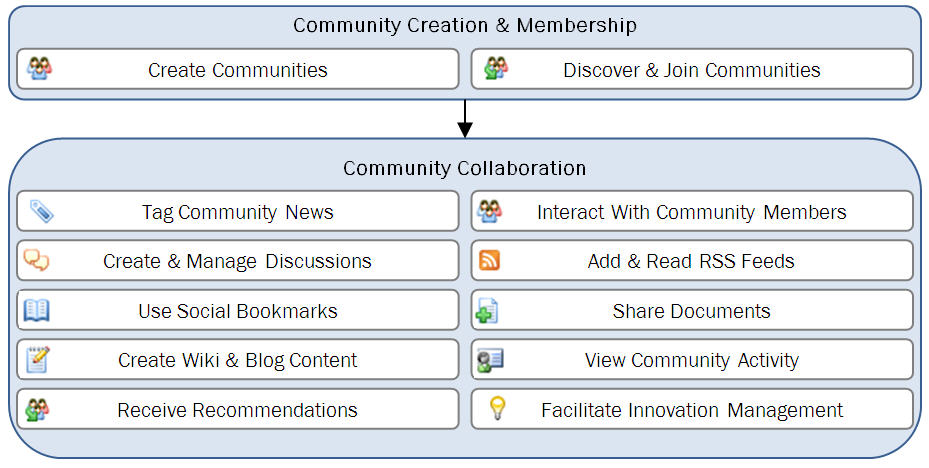 Community Creation & Membership
Create Communities
Discover & Join Communities
Community Collaboration
Tag Community News
Interact With Community Members
Create & Manage Discussions
Add & Read RSS Feeds
Use Social Bookmarks
Share Documents
Create Wiki & Blog Content
View Community Activity
Receive Recommendations
Facilitate Innovation Management